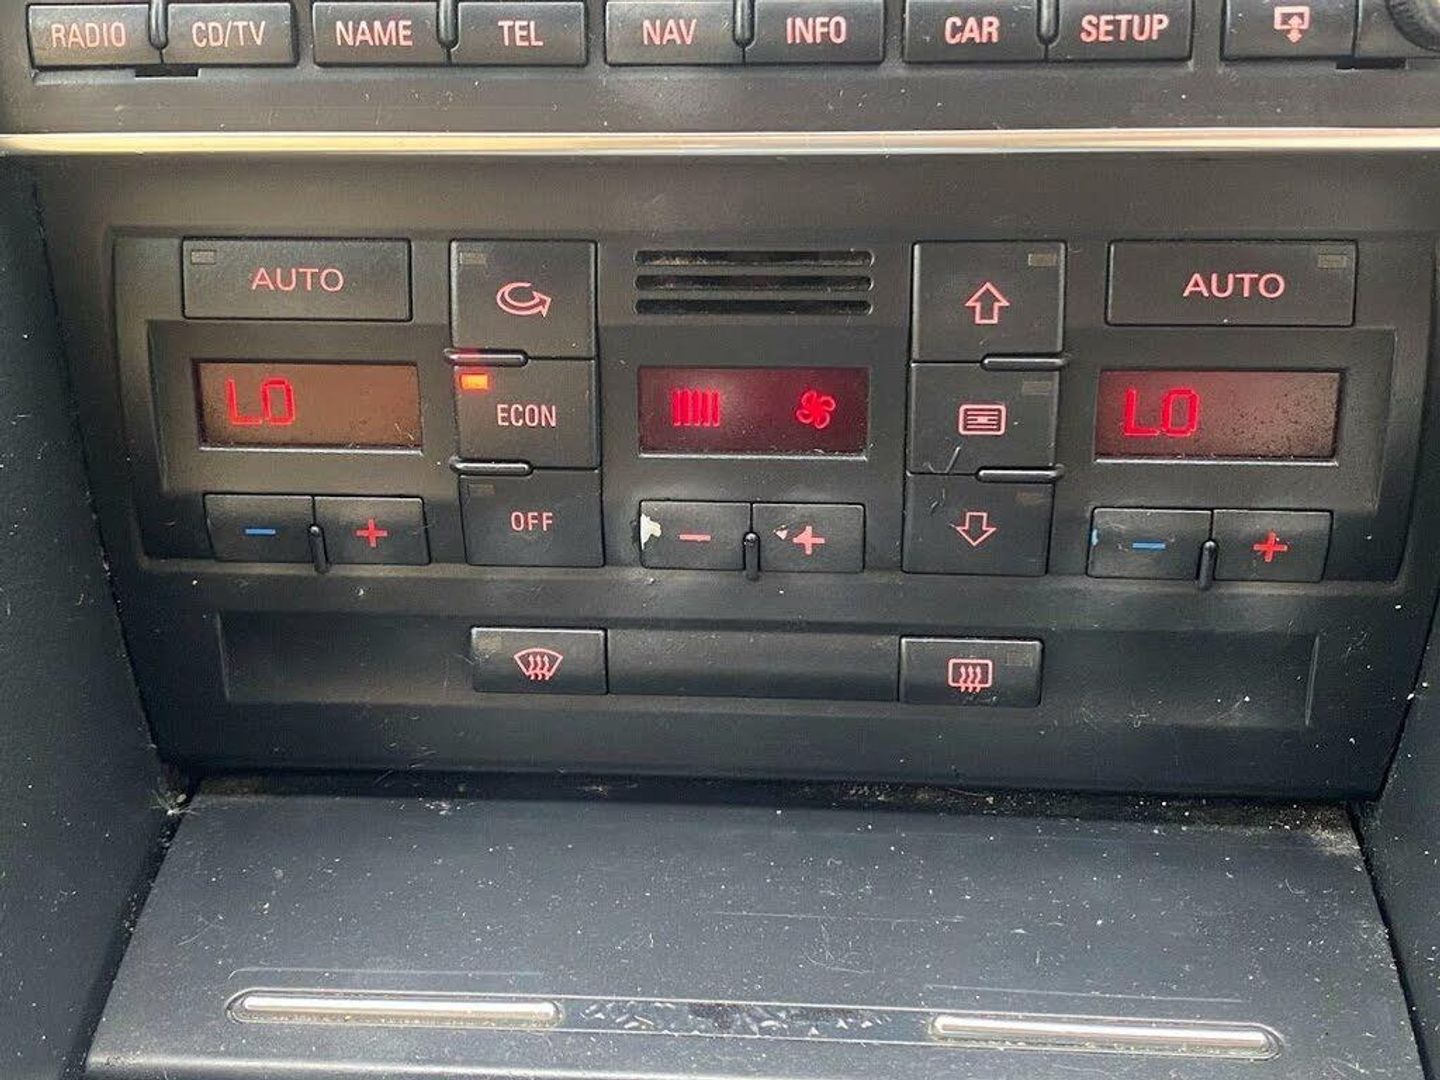 RADIO CD/TV NAME TEL NAV INFO CAR SETUP
AUTO AUTO
LO ECON LO
OFF
- + - + - +